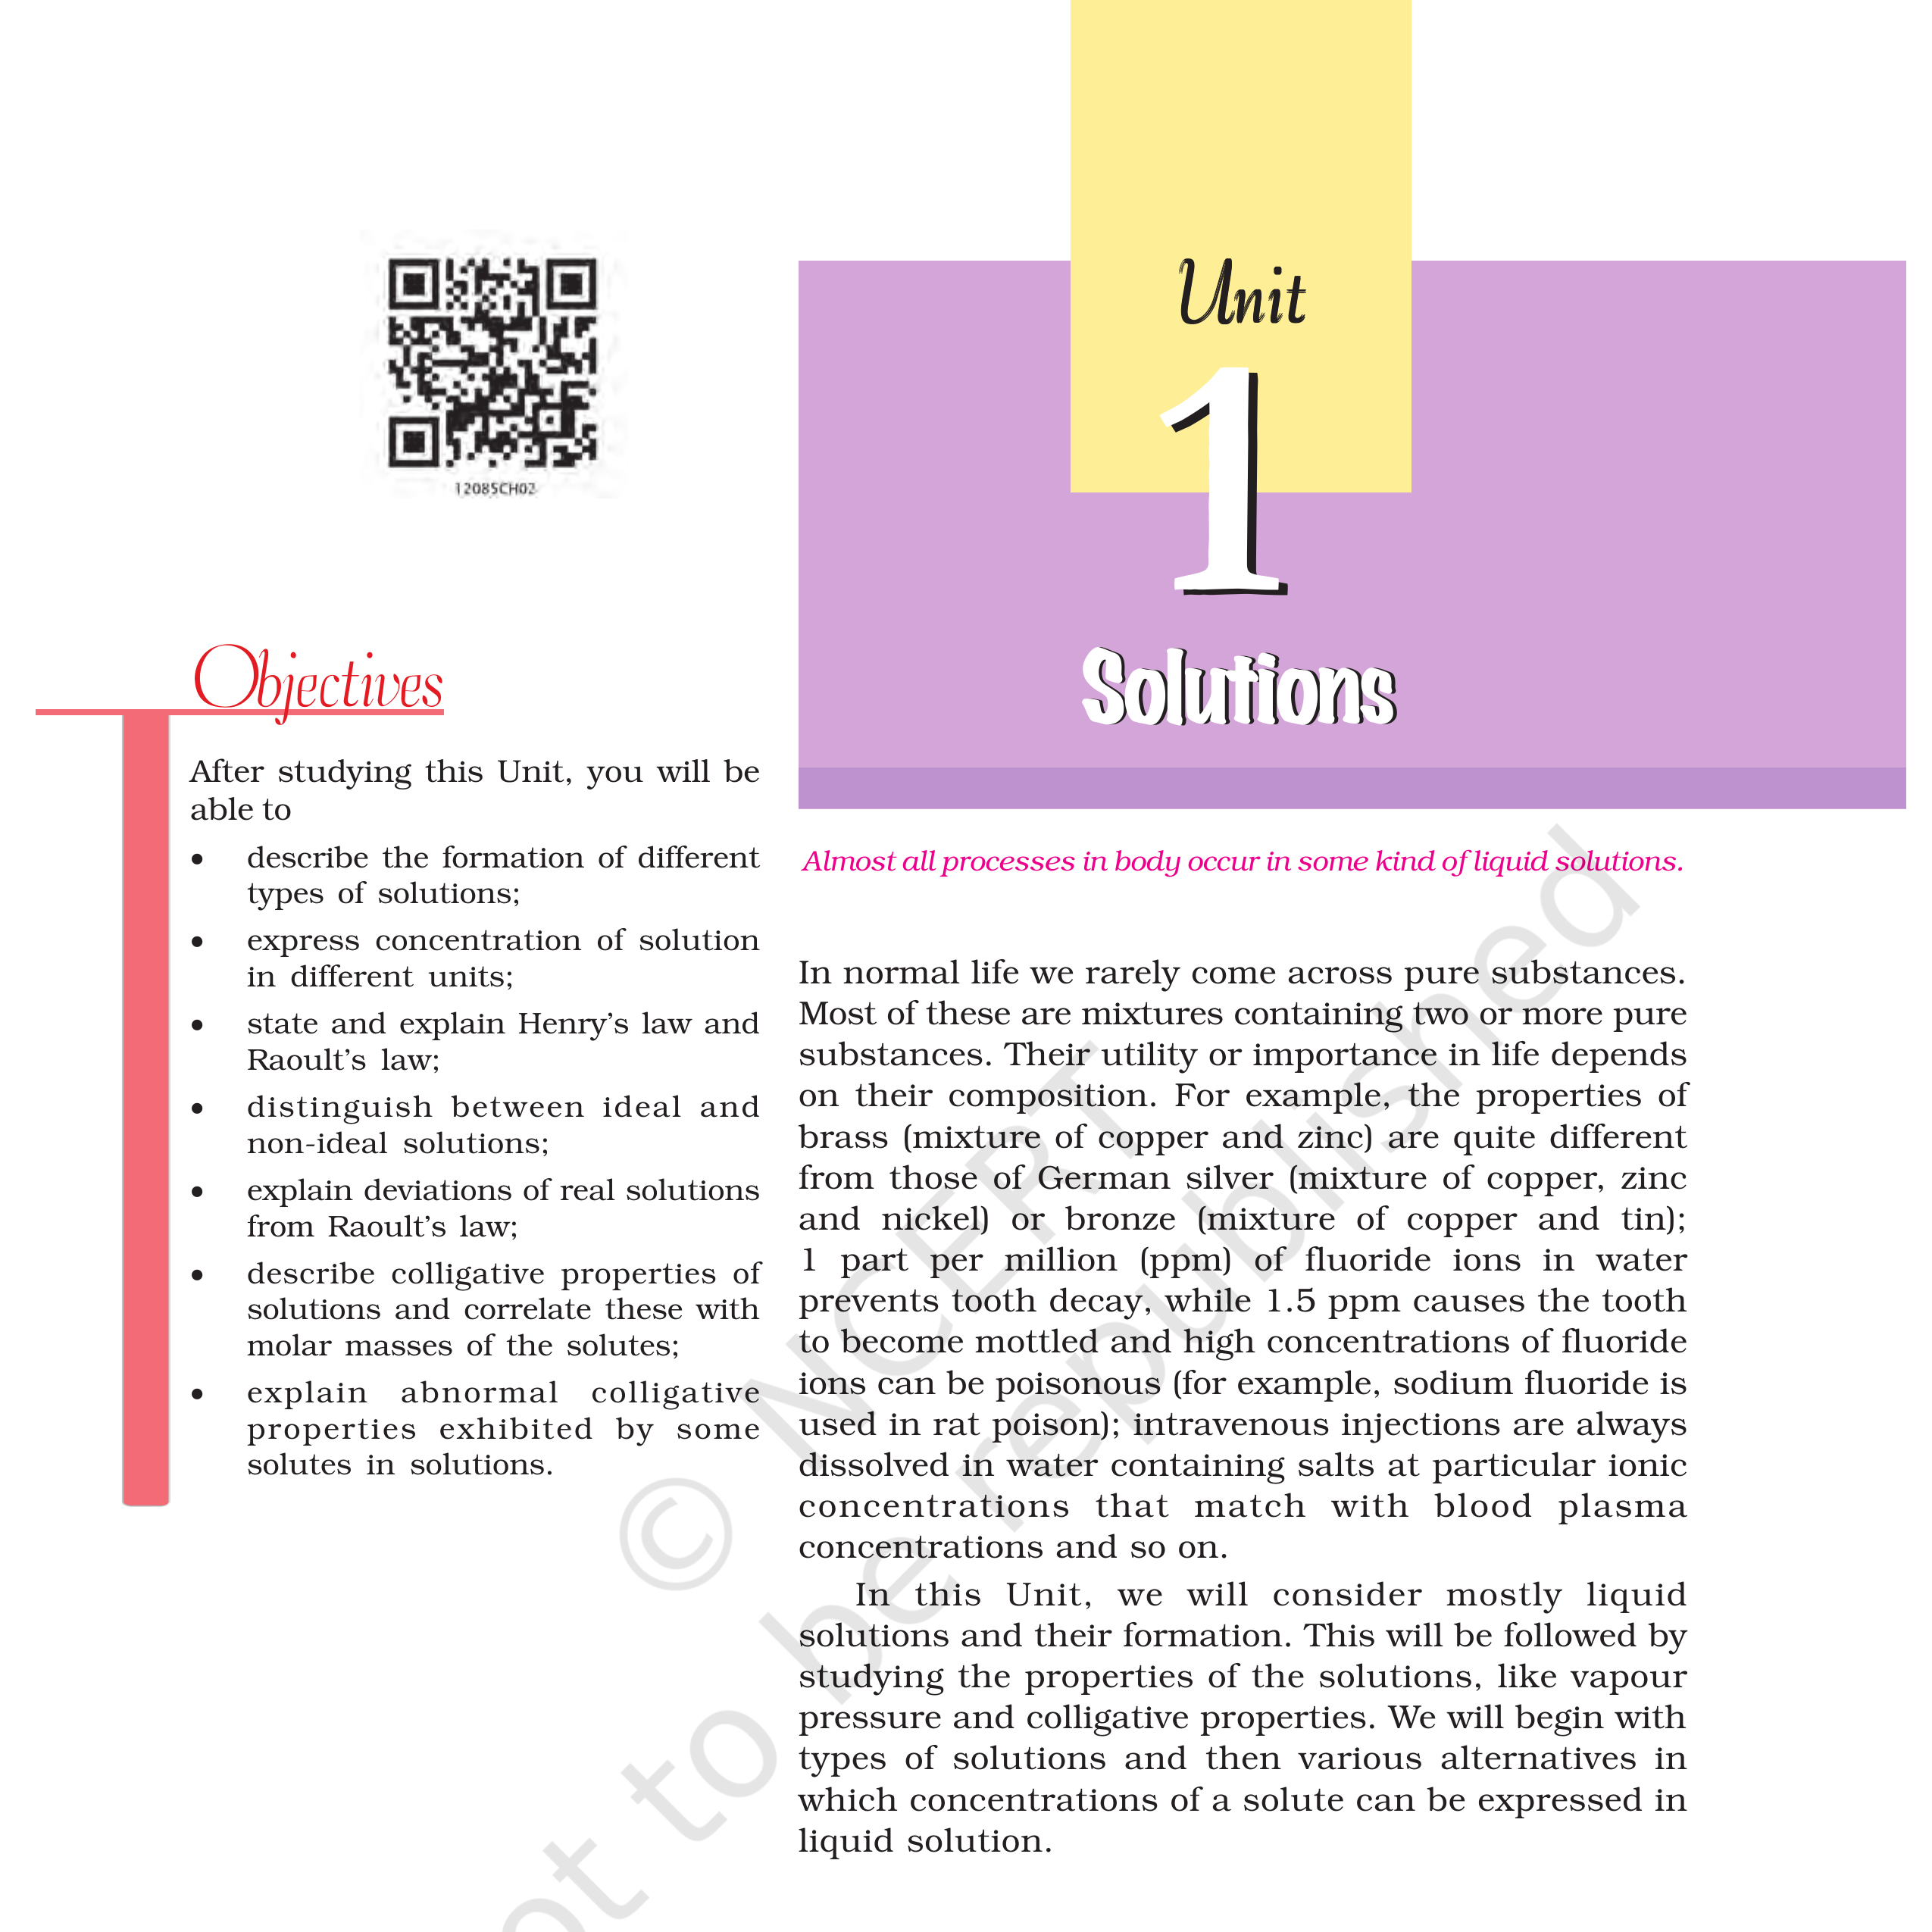 12085CH02
Unit
1
Solutions
Objectives
After studying this Unit, you will be
able to
• describe the formation of different
types of solutions;
• express concentration of solution
in different units;
• state and explain Henry's law and
Raoult's law;
• distinguish between ideal and
non-ideal solutions;
• explain deviations of real solutions
from Raoult's law;
• describe colligative properties of
solutions and correlate these with
molar masses of the solutes;
• explain abnormal colligative
properties exhibited by some
solutes in solutions.
Almost all processes in body occur in some kind of liquid solutions.
In normal life we rarely come across pure substances.
Most of these are mixtures containing two or more pure
substances. Their utility or importance in life depends
on their composition. For example, the properties of
brass (mixture of copper and zinc) are quite different
from those of German silver (mixture of copper, zinc
and nickel) or bronze (mixture of copper and tin);
1 part per million (ppm) of fluoride ions in water
prevents tooth decay, while 1.5 ppm causes the tooth
to become mottled and high concentrations of fluoride
ions can be poisonous (for example, sodium fluoride is
used in rat poison); intravenous injections are always
dissolved in water containing salts at particular ionic
concentrations that match with blood plasma
concentrations and so on.
In this Unit, we will consider mostly liquid
solutions and their formation. This will be followed by
studying the properties of the solutions, like vapour
pressure and colligative properties. We will begin with
types of solutions and then various alternatives in
which concentrations of a solute can be expressed in
liquid solution.
© NCERT
ot to be republished